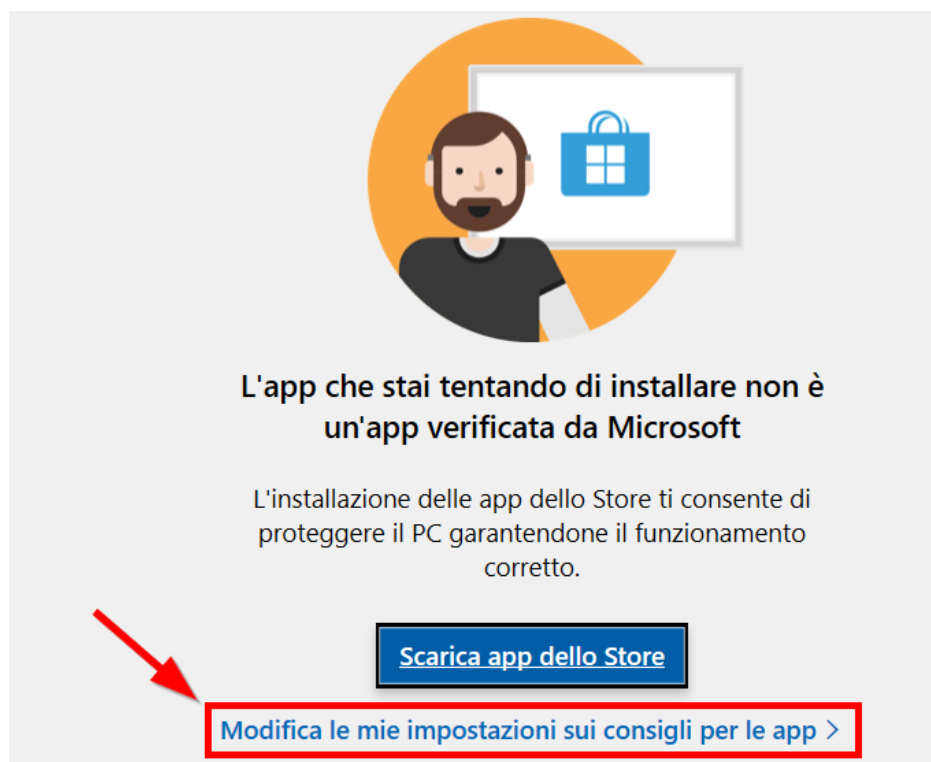 L'app che stai tentando di installare non è
un'app verificata da Microsoft
L'installazione delle app dello Store ti consente di
proteggere il PC garantendone il funzionamento
corretto.
Scarica app dello Store
Modifica le mie impostazioni sui consigli per le app >